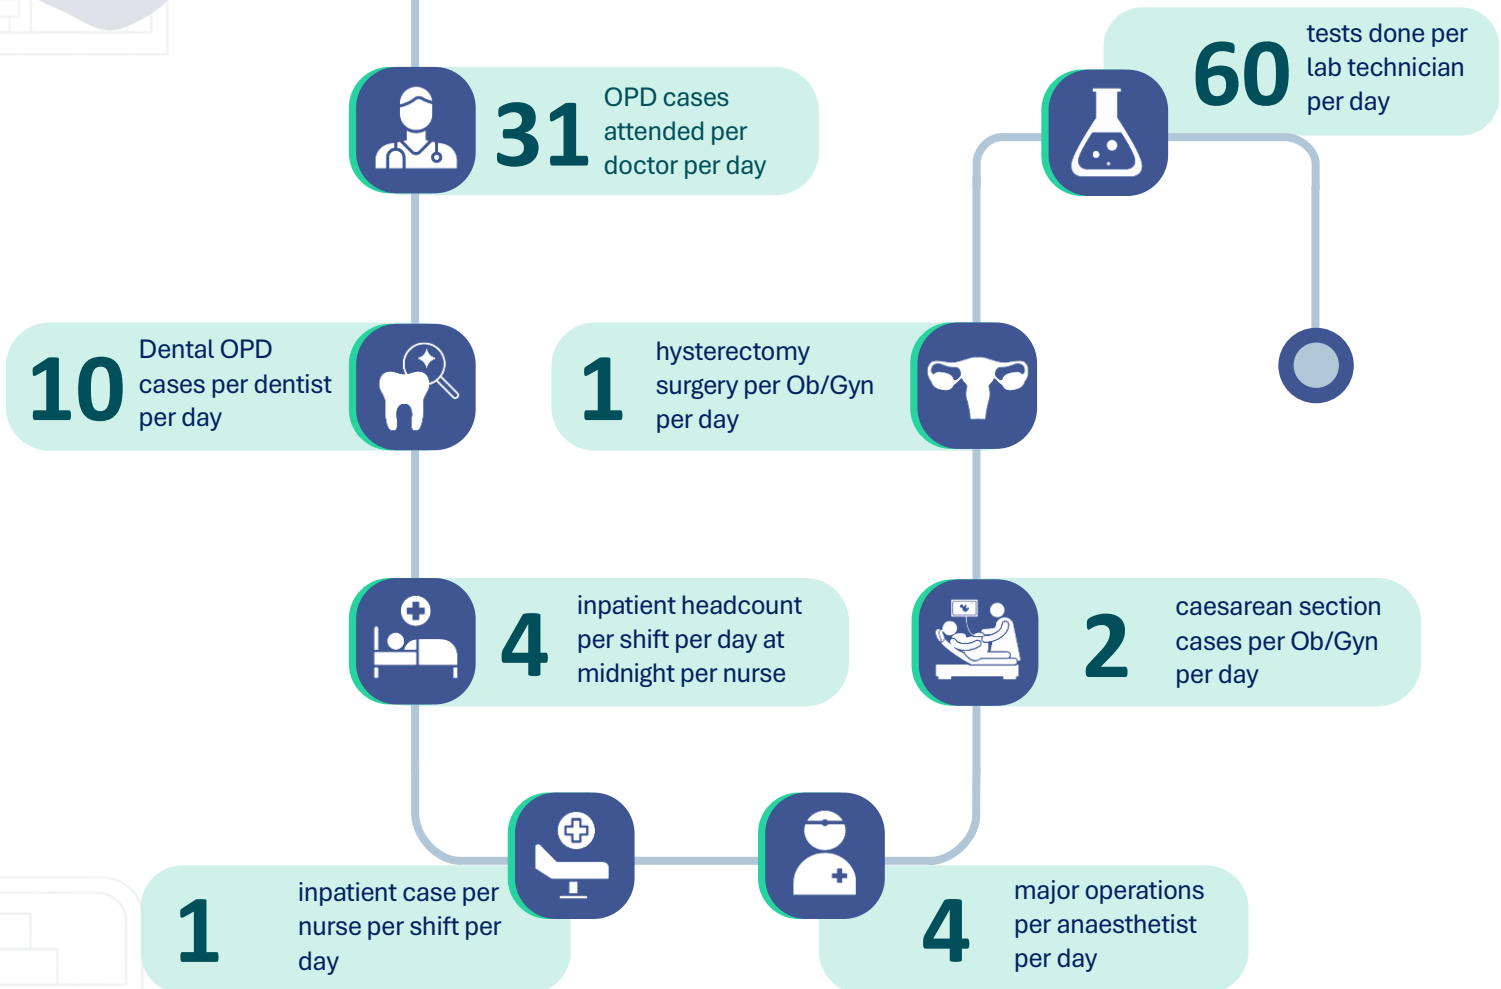 31
OPD cases
attended per
doctor per day
10
Dental OPD
cases per dentist
per day
4
inpatient headcount
per shift per day at
midnight per nurse
1
inpatient case per
nurse per shift per
day
4
major operations
per anaesthetist
per day
2
caesarean section
cases per Ob/Gyn
per day
1
hysterectomy
surgery per Ob/Gyn
per day
60
tests done per
lab technician
per day